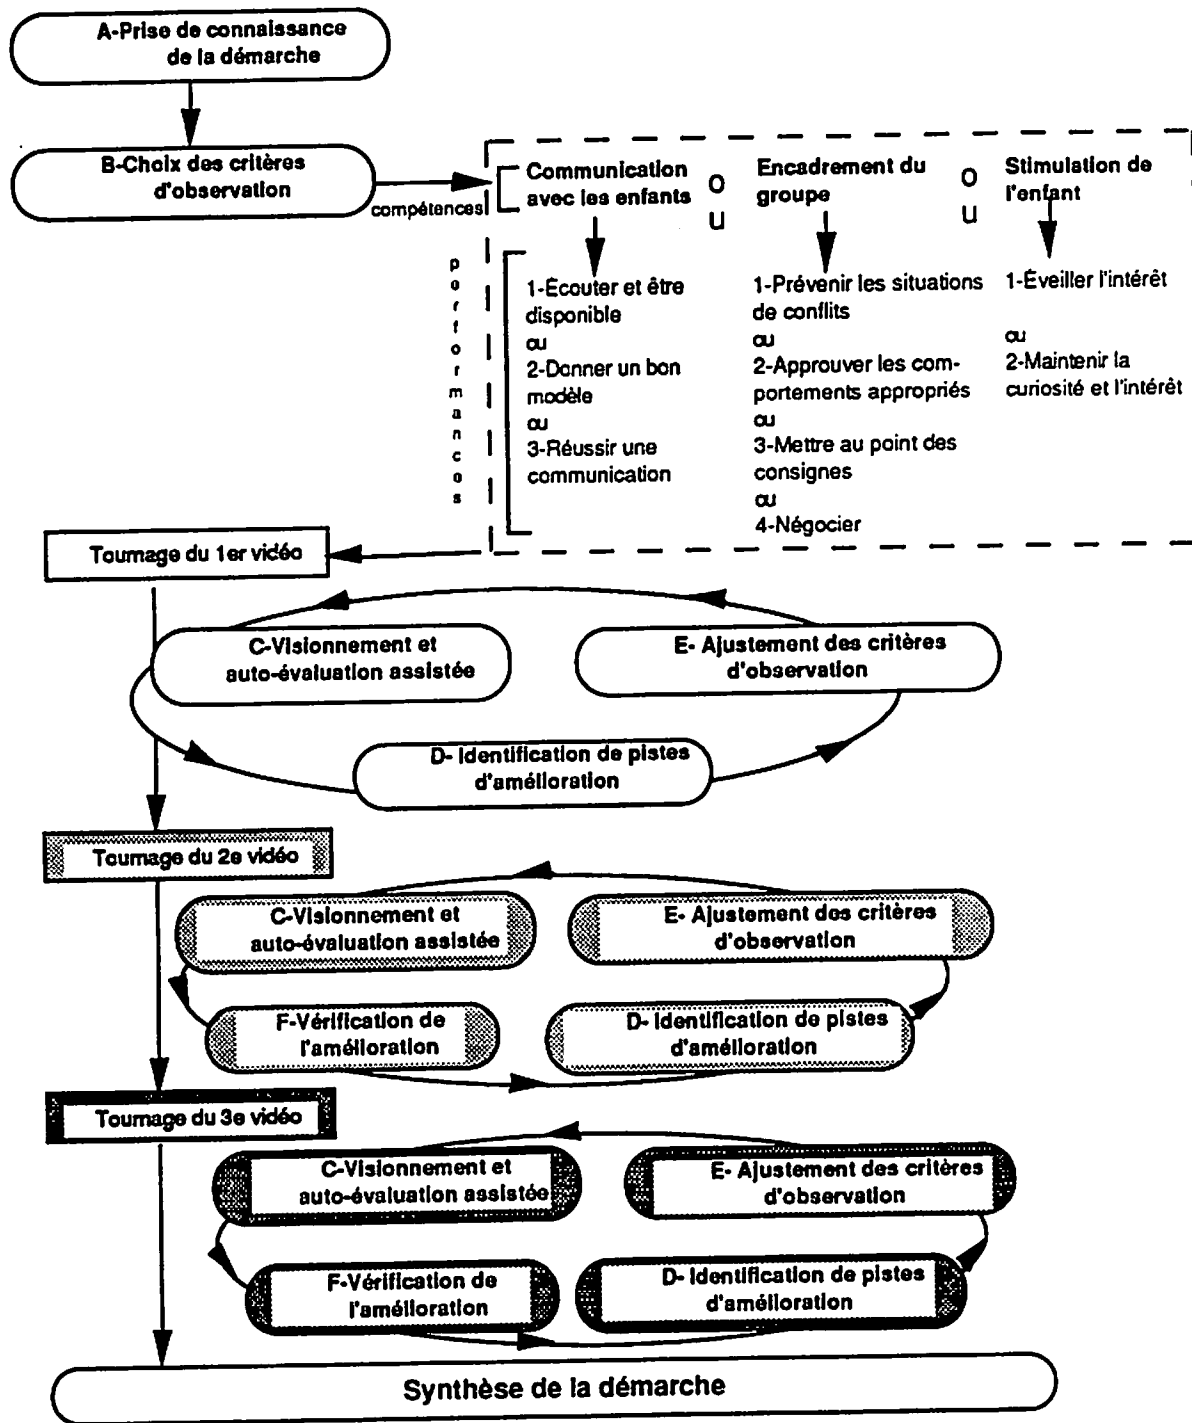 A-Prise de connaissance
de la démarche
B-Choix des critères
d'observation
compétences
Communication
avec les enfants
o
u
Encadrement du
groupe
o
u
Stimulation de
l'enfant
performances
1-Écouter et être
disponible
ou
2-Donner un bon
modèle
ou
3-Réussir une
communication
1-Prévenir les situations
de conflits
ou
2-Approuver les com-
portements appropriés
ou
3-Mettre au point des
consignes
ou
4-Négocier
1-Éveiller l'intérêt
ou
2-Maintenir la
curiosité et l'intérêt
Tournage du 1er vidéo
C-Visionnement et
auto-évaluation assistée
E- Ajustement des critères
d'observation
D- Identification de pistes
d'amélioration
Tournage du 2e vidéo
C-Visionnement et
auto-évaluation assistée
E- Ajustement des critères
d'observation
F-Vérification de
l'amélioration
D- Identification de pistes
d'amélioration
Tournage du 3e vidéo
C-Visionnement et
auto-évaluation assistée
E- Ajustement des critères
d'observation
F-Vérification de
l'amélioration
D- Identification de pistes
d'amélioration
Synthèse de la démarche